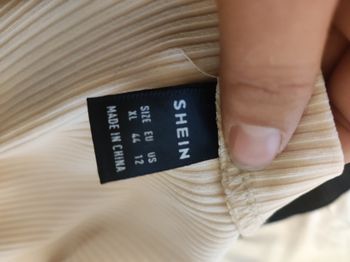 SHEIN
SIZE EU US
XL 44 12
MADE IN CHINA